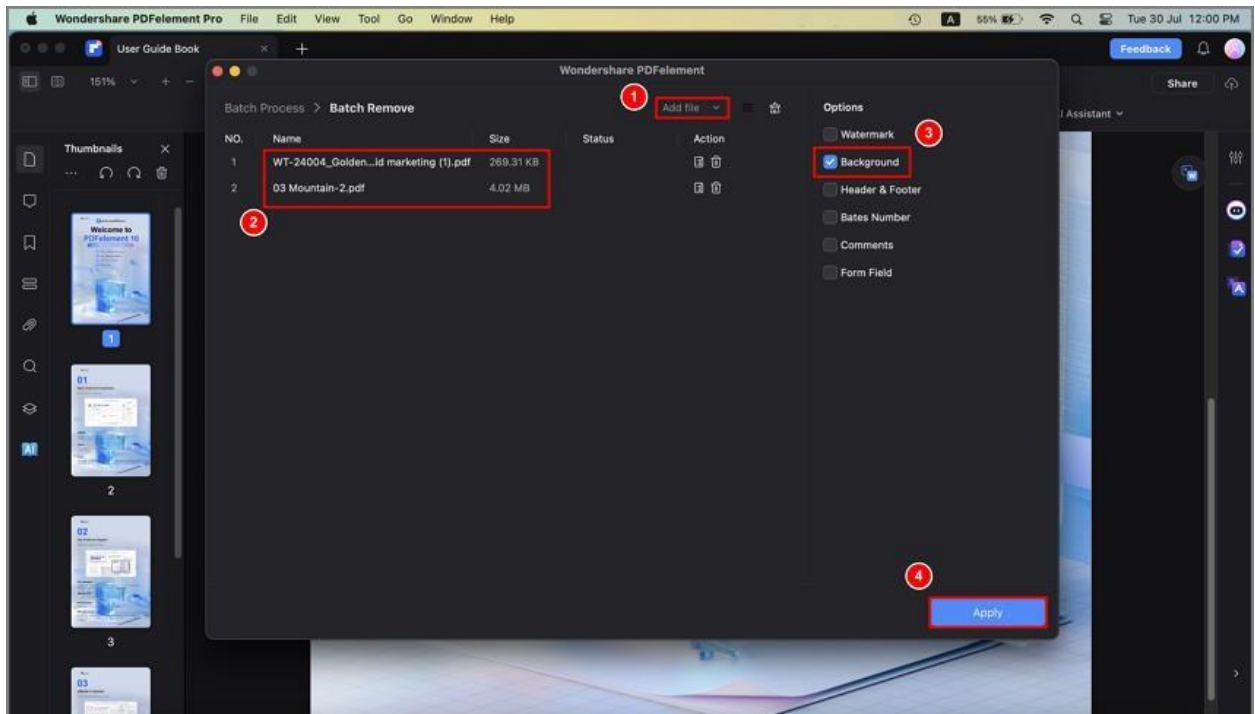 Wondershare PDFelement Pro File Edit View Tool Go Window Help A 55% Tue 30 Jul 12:00 PM
User Guide Book × + Feedback
151% + − Share
Wondershare PDFelement
l Assistant
Thumbnails ×
Batch Process > Batch Remove 1 Add file
NO. Name Size Status Action
1 WT-24004_Golden...id marketing (1).pdf 269.31 KB
2 03 Mountain-2.pdf 4.02 MB
2
Options
Watermark 3
Background
Header & Footer
Bates Number
Comments
Form Field
4
Apply
Welcome to
PDFelement 10
1
01
2
02
3
03
AI